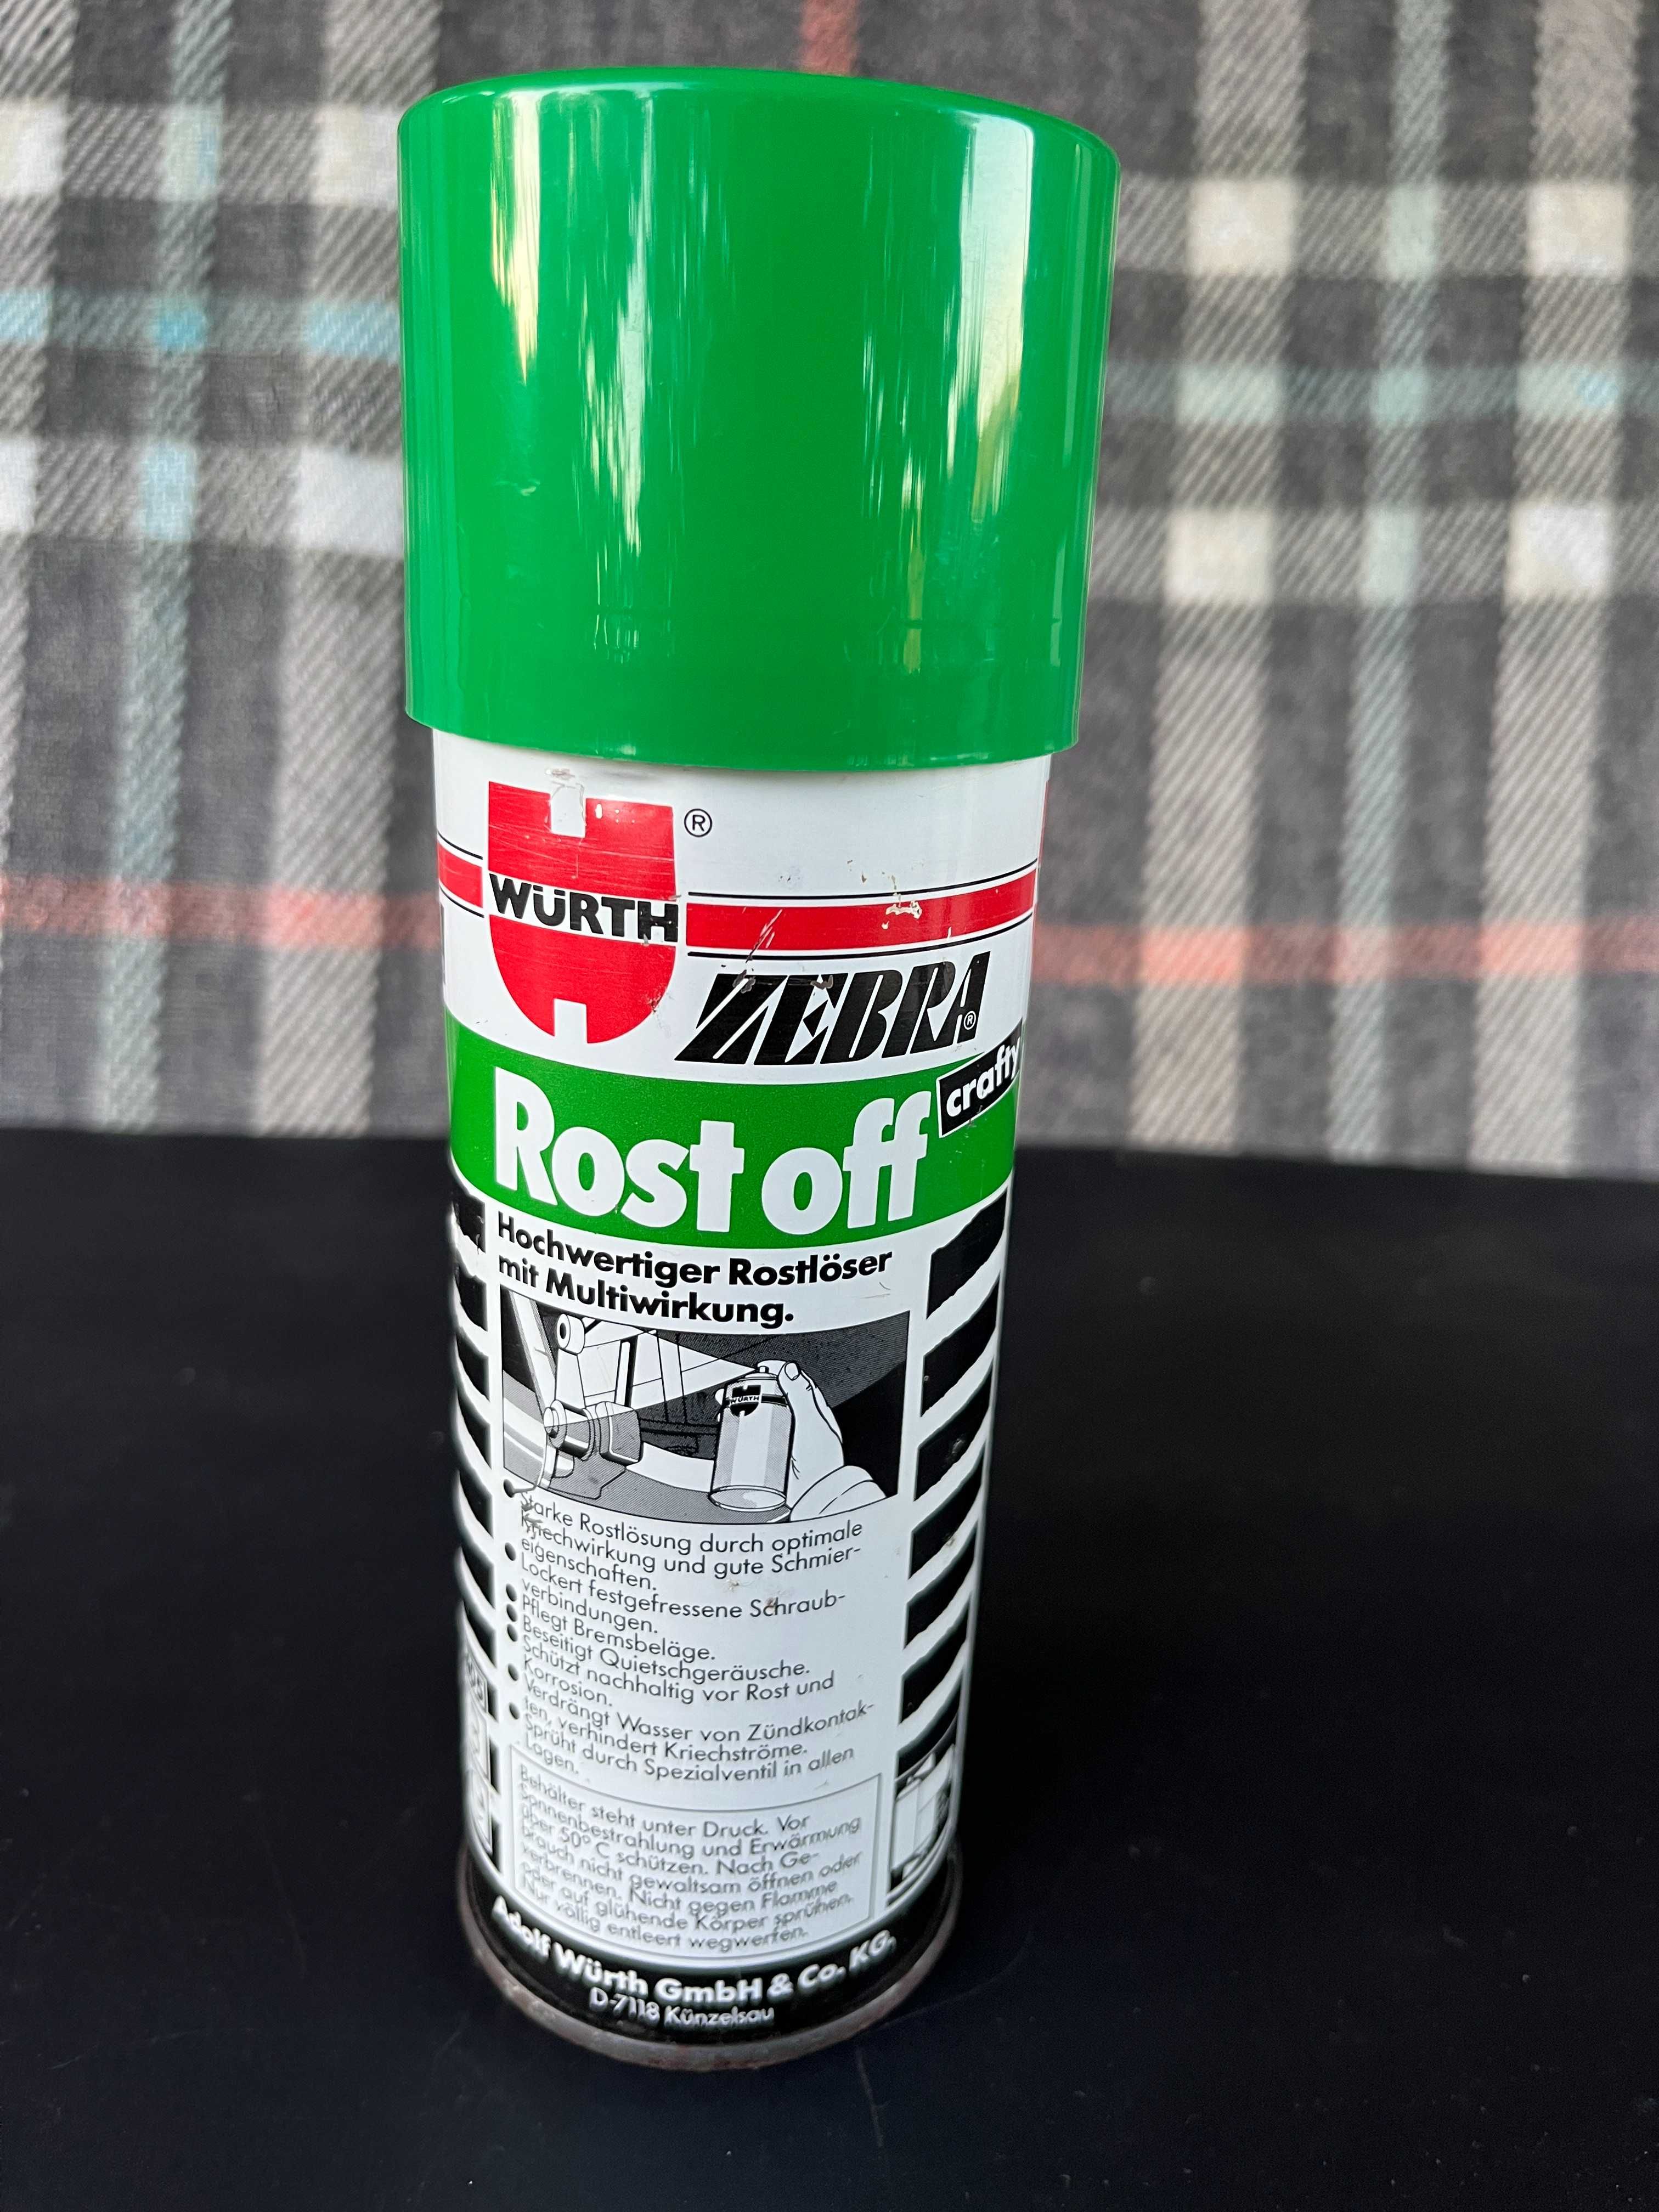 WÜRTH ®
ZEBRA ®
crafty
Rost off
Hochwertiger Rostlöser
mit Multiwirkung.
WÜRTH
• Starke Rostlösung durch optimale
Kriechwirkung und gute Schmier-
eigenschaften.
• Lockert festgefressene Schraub-
verbindungen.
• Pflegt Bremsbeläge.
• Beseitigt Quietschgeräusche.
• Schützt nachhaltig vor Rost und
Korrosion.
• Verdrängt Wasser von Zündkontak-
ten, verhindert Kriechströme.
• Sprüht durch Spezialventil in allen
Lagen.
Behälter steht unter Druck. Vor
Sonnenbestrahlung und Erwärmung
über 50° C schützen. Nach Ge-
brauch nicht gewaltsam öffnen oder
verbrennen. Nicht gegen Flamme
oder auf glühende Körper sprühen.
Nur völlig entleert wegwerfen.
Adolf Würth GmbH & Co. KG,
D-7118 Künzelsau